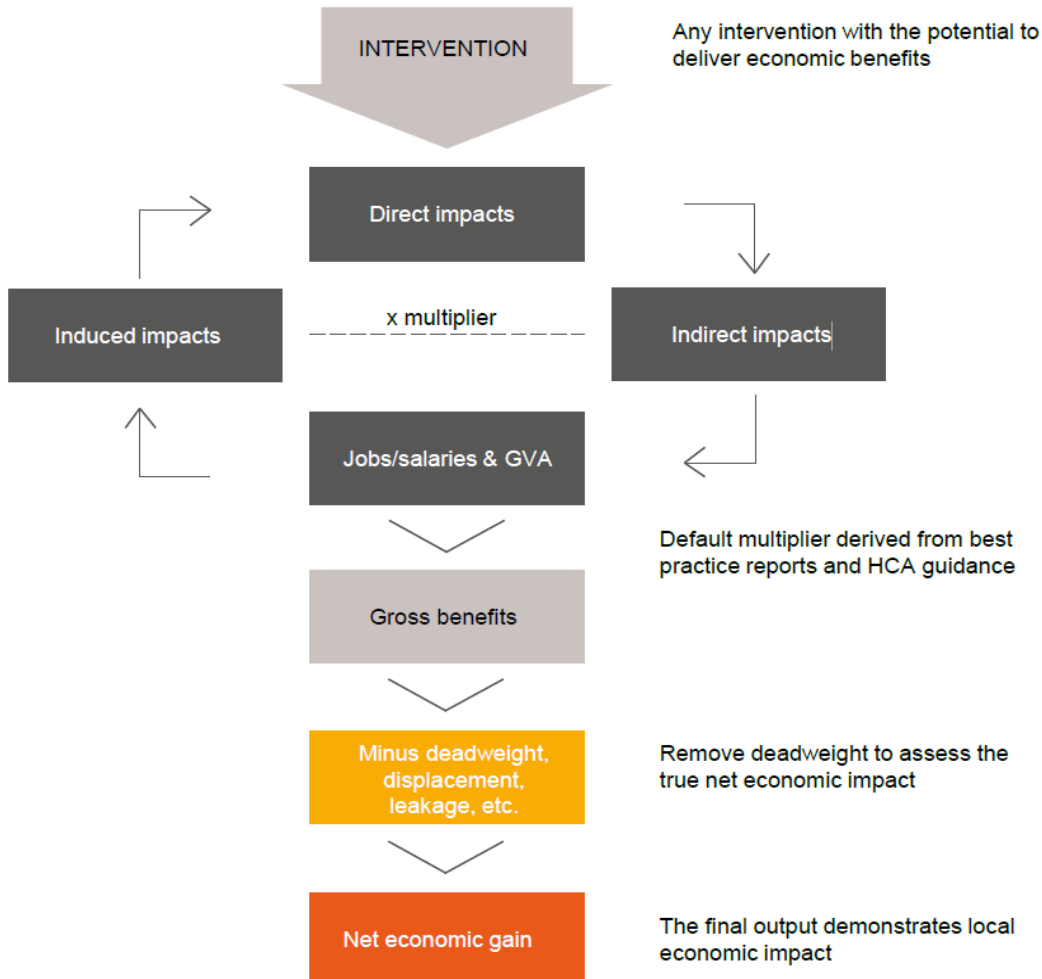 INTERVENTION
Any intervention with the potential to
deliver economic benefits
Direct impacts
Induced impacts
x multiplier
Indirect impacts
Jobs/salaries & GVA
Default multiplier derived from best
practice reports and HCA guidance
Gross benefits
Minus deadweight,
displacement,
leakage, etc.
Remove deadweight to assess the
true net economic impact
Net economic gain
The final output demonstrates local
economic impact